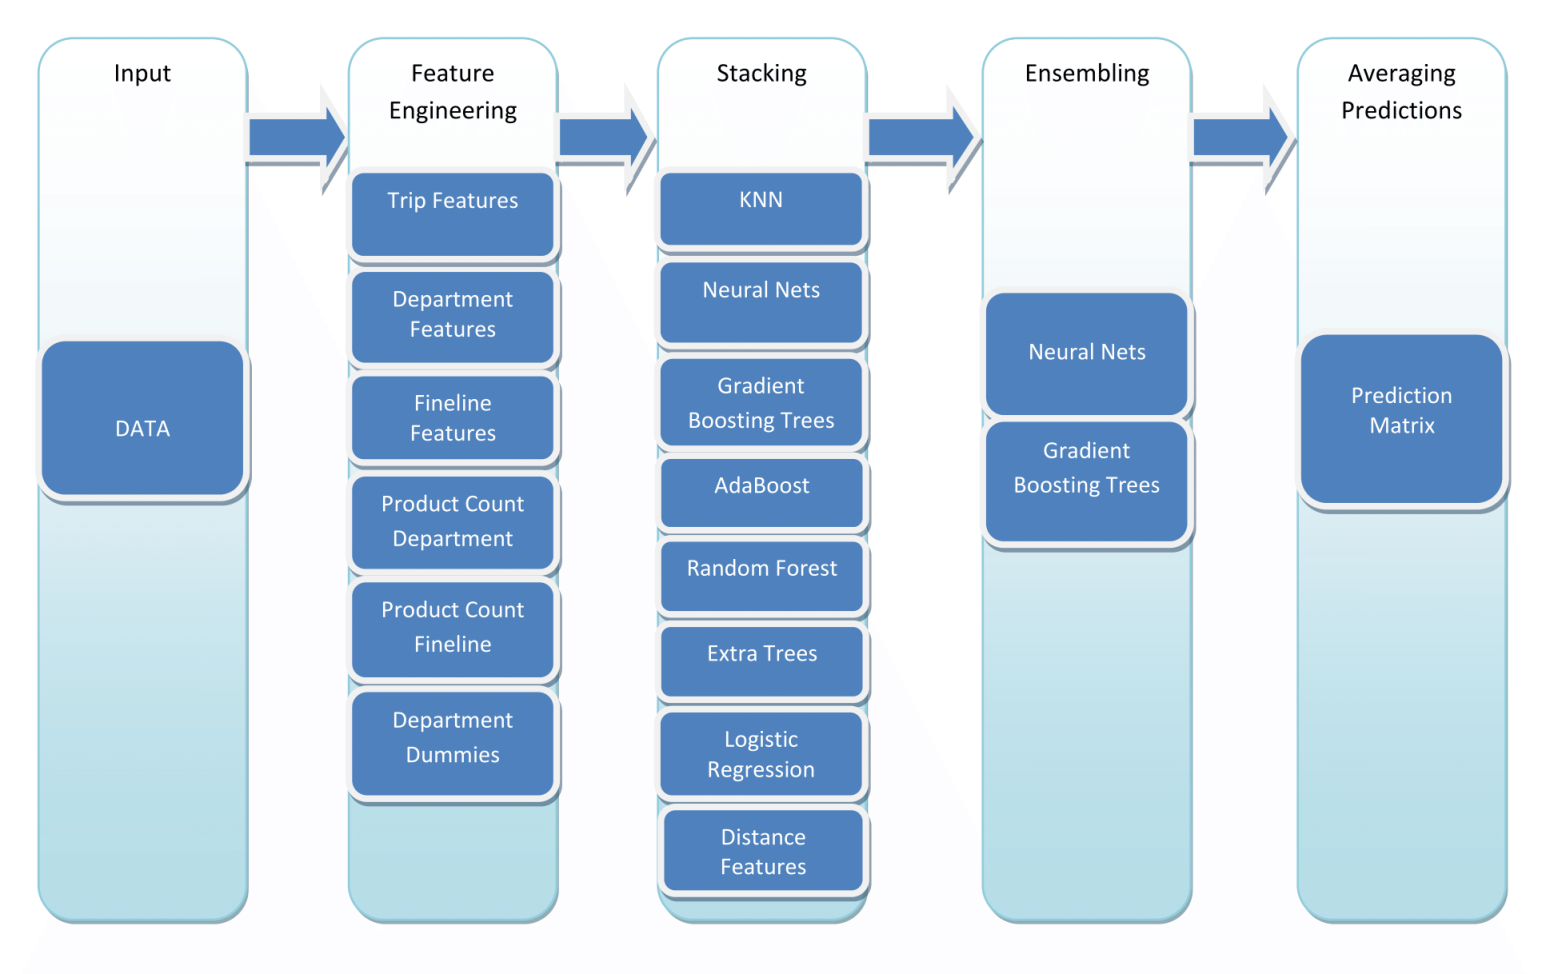 Input
DATA
Feature
Engineering
Trip Features
Department
Features
Fineline
Features
Product Count
Department
Product Count
Fineline
Department
Dummies
Stacking
KNN
Neural Nets
Gradient
Boosting Trees
AdaBoost
Random Forest
Extra Trees
Logistic
Regression
Distance
Features
Ensembling
Neural Nets
Gradient
Boosting Trees
Averaging
Predictions
Prediction
Matrix